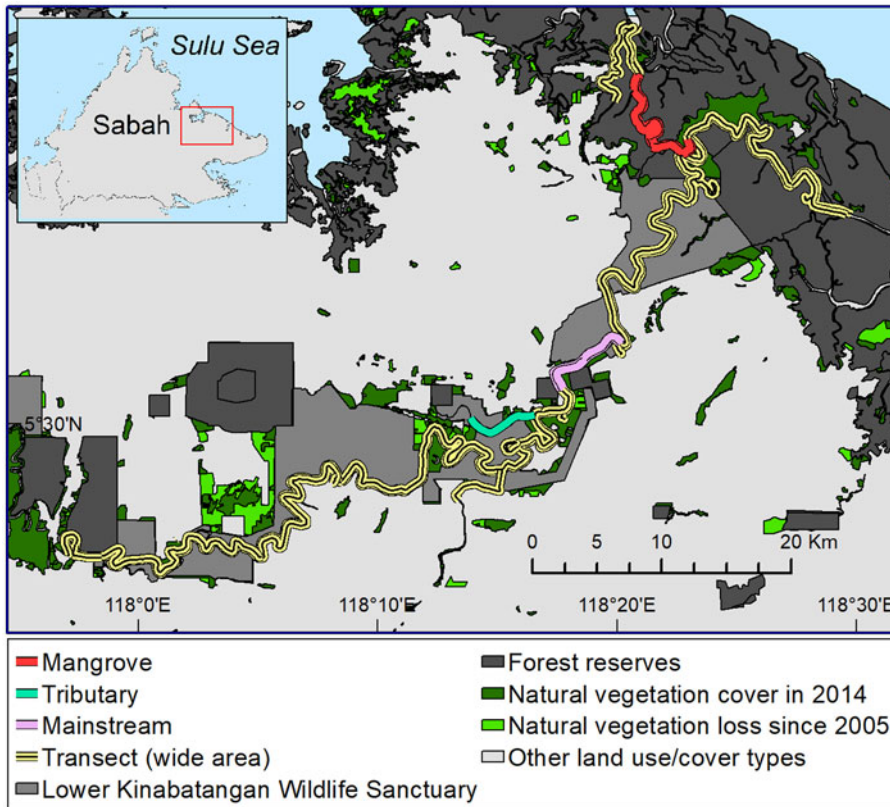 Sulu Sea
Sabah
5°30'N
0 5 10 20 Km
118°0'E 118°10'E 118°20'E 118°30'E
Mangrove
Tributary
Mainstream
Transect (wide area)
Lower Kinabatangan Wildlife Sanctuary
Forest reserves
Natural vegetation cover in 2014
Natural vegetation loss since 2005
Other land use/cover types